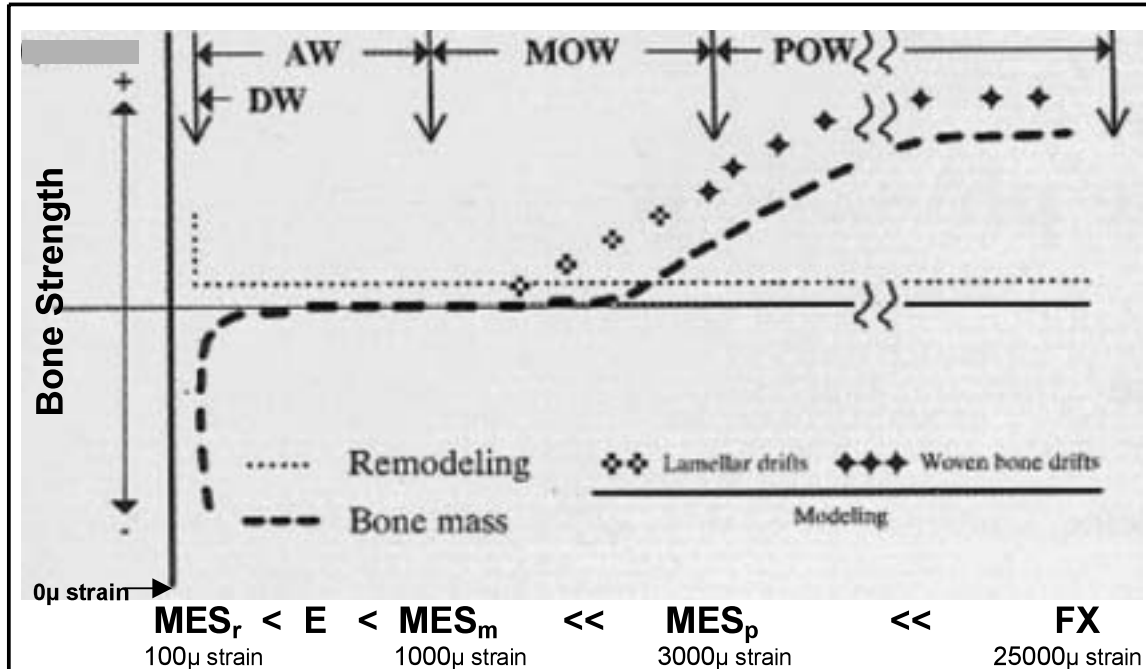 AW MOW POW
+
DW
Bone Strength
Remodeling
Lamellar drifts
Woven bone drifts
Bone mass
Modeling
-
0µ strain
MESr < E < MESm << MESp << FX
100µ strain 1000µ strain 3000µ strain 25000µ strain